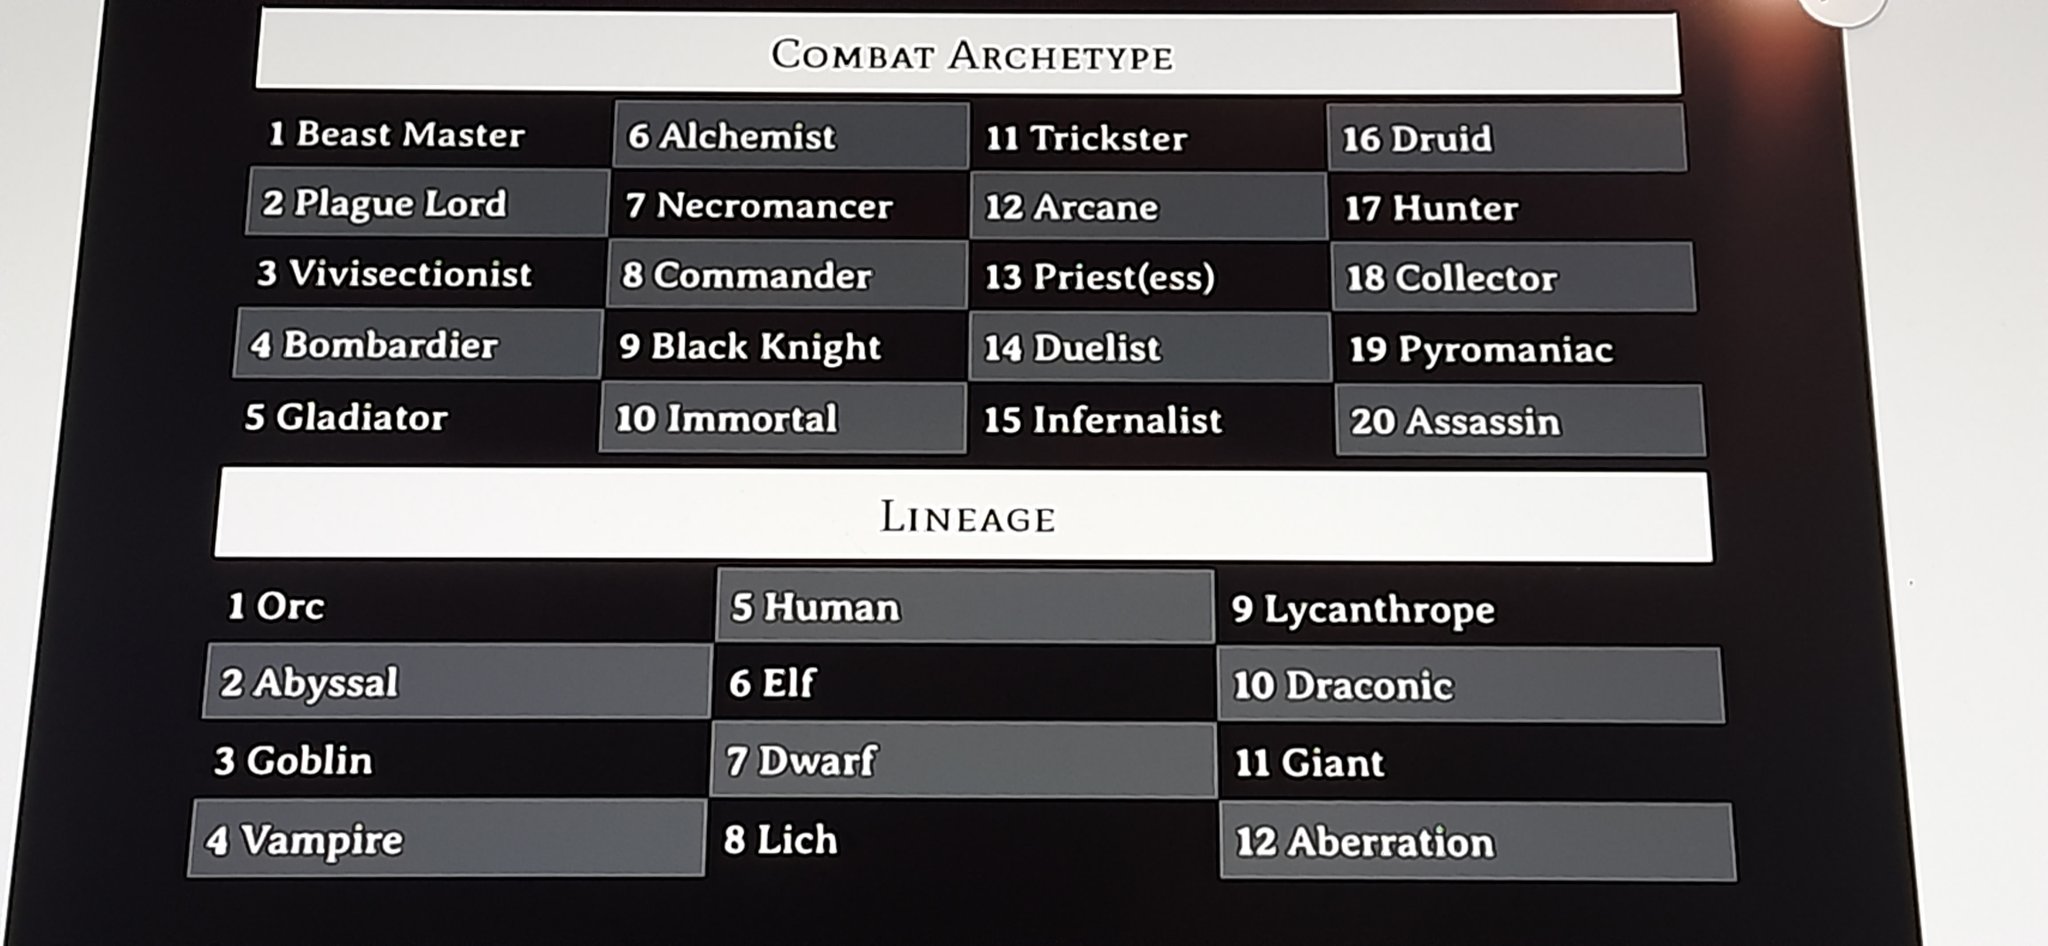 Combat Archetype
1 Beast Master 6 Alchemist 11 Trickster 16 Druid
2 Plague Lord 7 Necromancer 12 Arcane 17 Hunter
3 Vivisectionist 8 Commander 13 Priest(ess) 18 Collector
4 Bombardier 9 Black Knight 14 Duelist 19 Pyromaniac
5 Gladiator 10 Immortal 15 Infernalist 20 Assassin
Lineage
1 Orc 5 Human 9 Lycanthrope
2 Abyssal 6 Elf 10 Draconic
3 Goblin 7 Dwarf 11 Giant
4 Vampire 8 Lich 12 Aberration